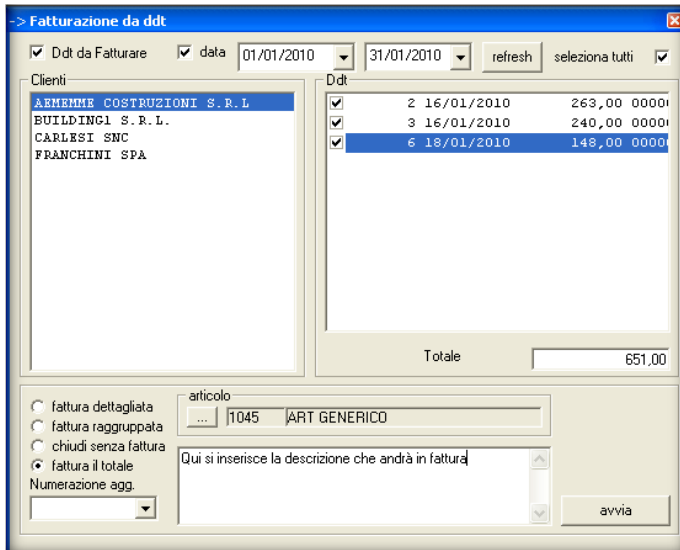 -> Fatturazione da ddt
Ddt da Fatturare data 01/01/2010 31/01/2010 refresh seleziona tutti
Clienti
AEMEMME COSTRUZIONI S.R.L
BUILDING1 S.R.L.
CARLESI SNC
FRANCHINI SPA
Ddt
2 16/01/2010 263,00 0000
3 16/01/2010 240,00 0000
6 18/01/2010 148,00 0000
Totale 651,00
fattura dettagliata
fattura raggruppata
chiudi senza fattura
fattura il totale
Numerazione agg.
articolo
... 1045 ART GENERICO
Qui si inserisce la descrizione che andrà in fattura
avvia